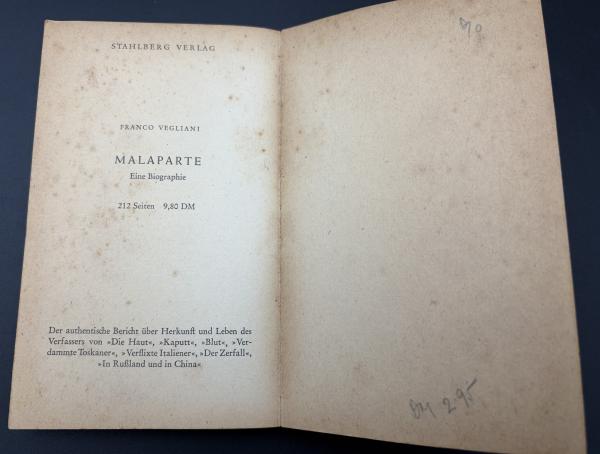 STAHLBERG VERLAG
FRANCO VEGLIANI
MALAPARTE
Eine Biographie
212 Seiten 9,80 DM
Der authentische Bericht über Herkunft und Leben des
Verfassers von »Die Haut«, »Kaputt«, »Blut«, »Ver-
dammte Toskaner«, »Verflixte Italiener«, »Der Zerfall«,
»In Rußland und in China«
DM 2.95